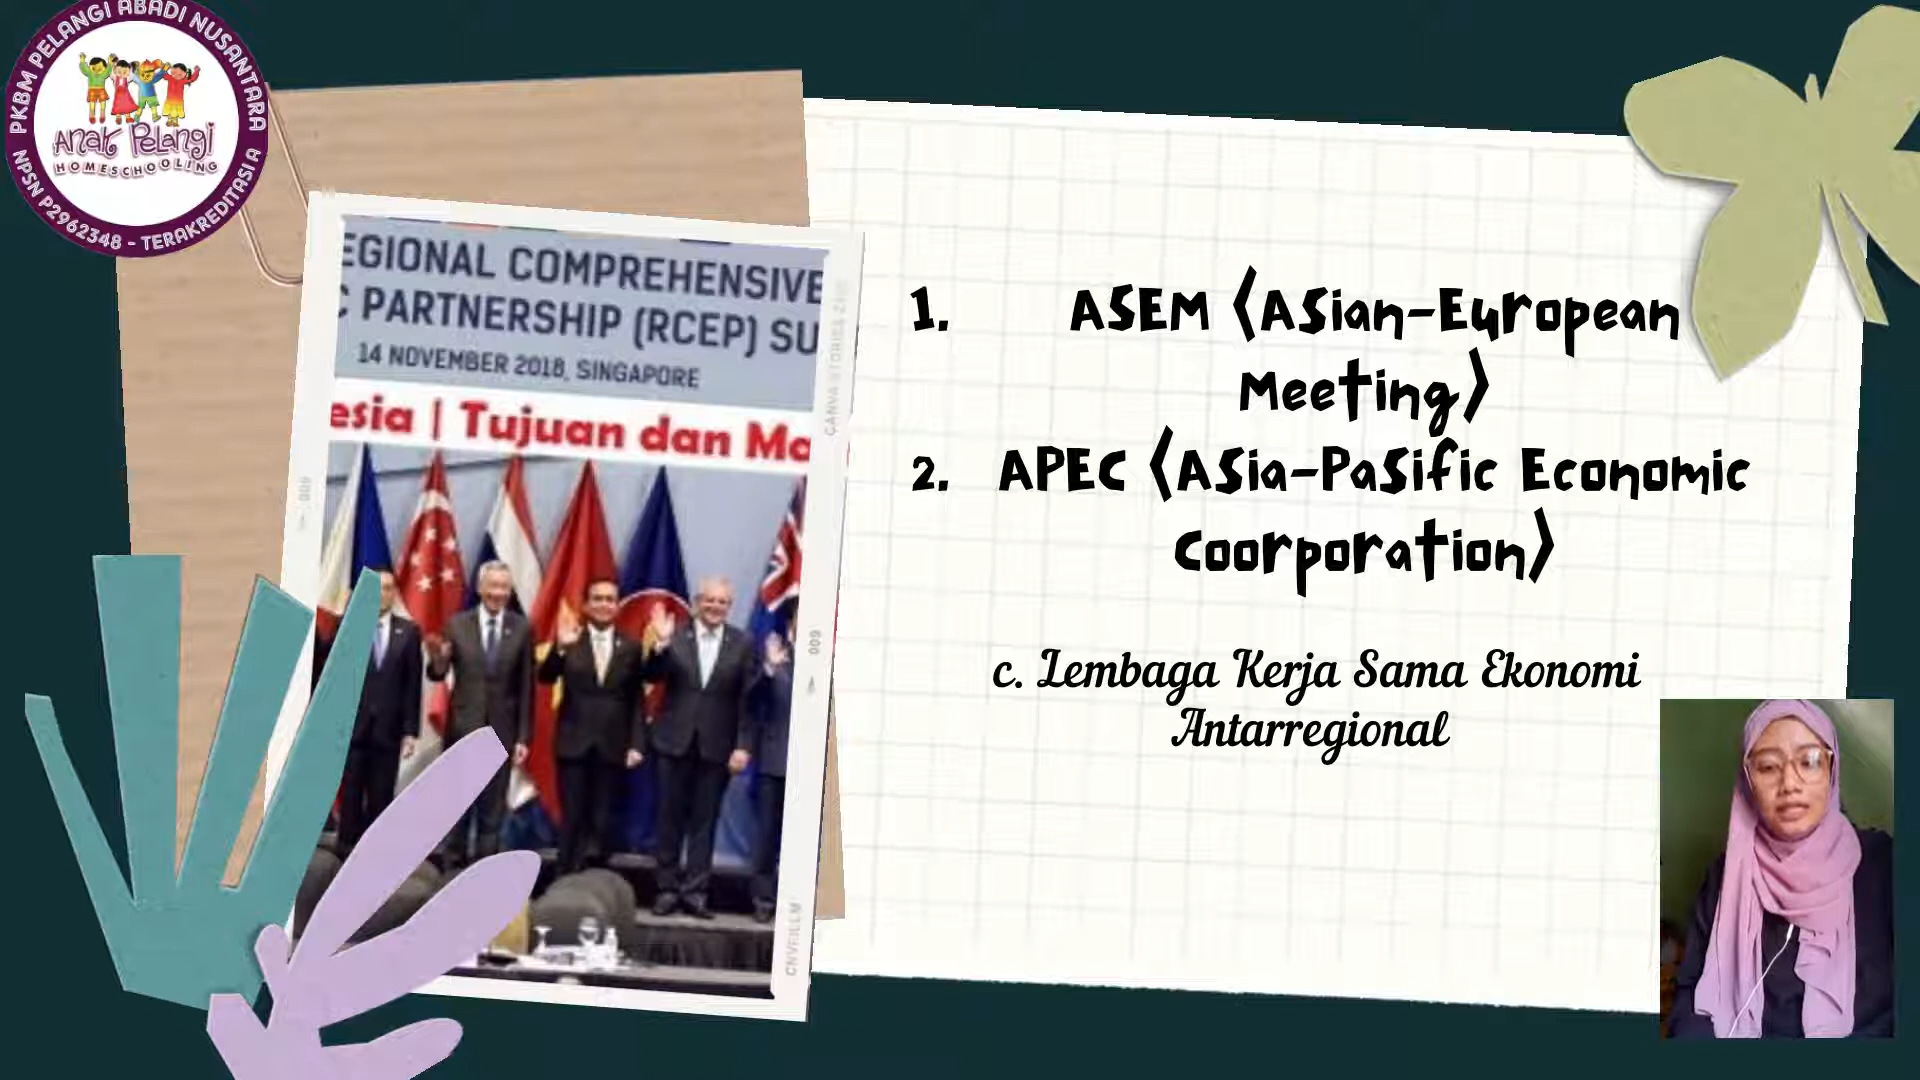 PKBM PELANGI ABADI NUSANTARA
Anak Pelangi
HOMESCHOOLING
NPSN P2962348 - TERAKREDITASI A
EGIONAL COMPREHENSIVE
C PARTNERSHIP (RCEP) SU
14 NOVEMBER 2018, SINGAPORE
esia | Tujuan dan Ma
1. ASEM (Asian-European
Meeting)
2. APEC (Asia-Pasific Economic
Coorporation)
c. Lembaga Kerja Sama Ekonomi
Antarregional
009